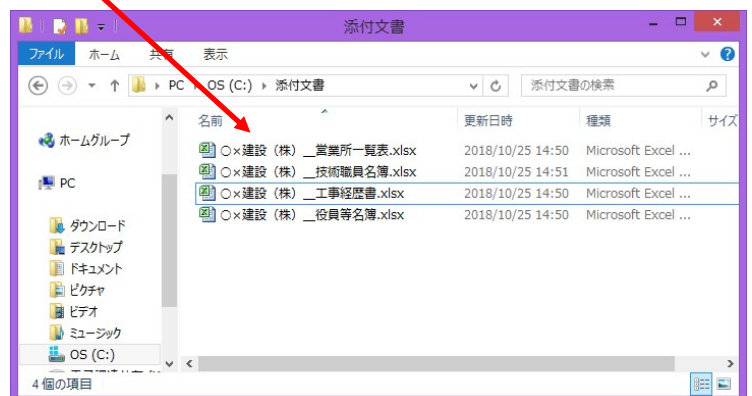 添付文書
ファイル ホーム 共有 表示
PC OS (C:) 添付文書 添付文書の検索
名前 更新日時 種類 サイズ
ホームグループ
PC
ダウンロード
デスクトップ
ドキュメント
ピクチャ
ビデオ
ミュージック
OS (C:)
○×建設（株）__営業所一覧表.xlsx 2018/10/25 14:50 Microsoft Excel ...
○×建設（株）__技術職員名簿.xlsx 2018/10/25 14:51 Microsoft Excel ...
○×建設（株）__工事経歴書.xlsx 2018/10/25 14:50 Microsoft Excel ...
○×建設（株）__役員等名簿.xlsx 2018/10/25 14:50 Microsoft Excel ...
4 個の項目